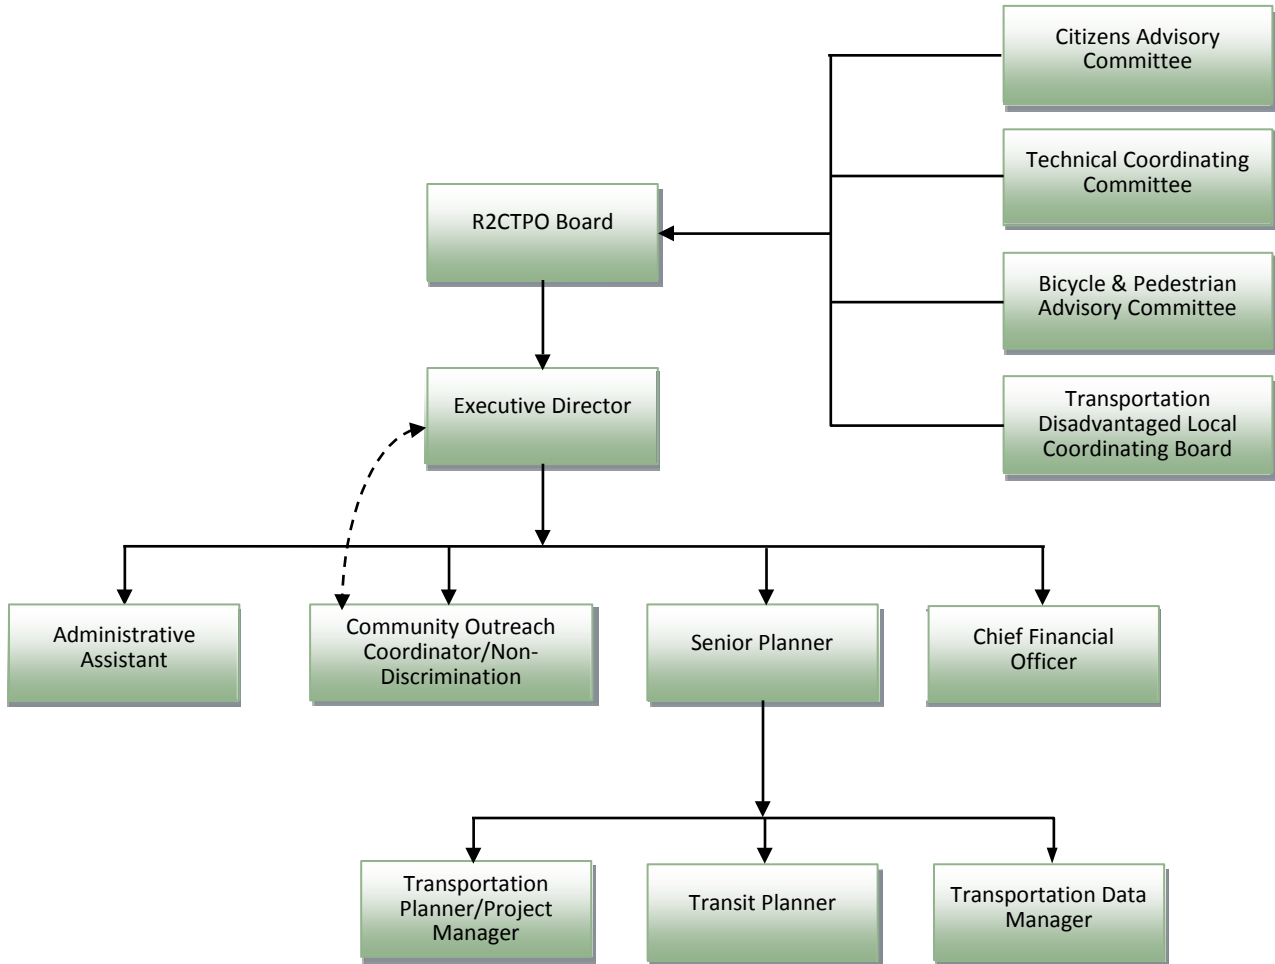 Citizens Advisory
Committee
Technical Coordinating
Committee
R2CTPO Board
Bicycle & Pedestrian
Advisory Committee
Executive Director
Transportation
Disadvantaged Local
Coordinating Board
Administrative
Assistant
Community Outreach
Coordinator/Non-
Discrimination
Senior Planner
Chief Financial
Officer
Transportation
Planner/Project
Manager
Transit Planner
Transportation Data
Manager